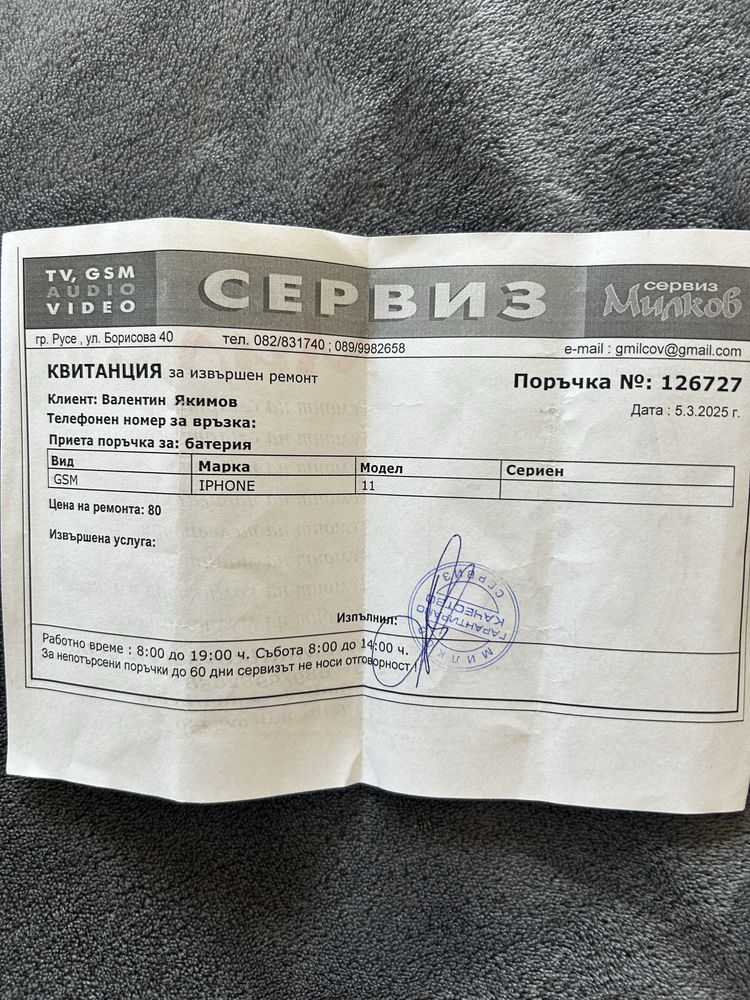 TV, GSM
AUDIO
VIDEO
СЕРВИЗ
сервиз
Милков
гр. Русе , ул. Борисова 40 тел. 082/831740 ; 089/9982658 e-mail : gmilcov@gmail.com
КВИТАНЦИЯ за извършен ремонт
Поръчка №: 126727
Дата : 5.3.2025 г.
Клиент: Валентин Якимов
Телефонен номер за връзка:
Приета поръчка за: батерия
Вид Марка Модел Сериен
GSM IPHONE 11
Цена на ремонта: 80
Извършена услуга:
Изпълнил:
СЕРВИЗ
ГАРАНТИРАНО
КАЧЕСТВО
МИЛКОВ
Работно време : 8:00 до 19:00 ч. Събота 8:00 до 14:00 ч.
За непотърсени поръчки до 60 дни сервизът не носи отговорност !